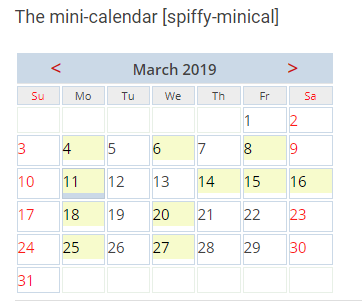 The mini-calendar [spiffy-minical]
< March 2019 >
Su Mo Tu We Th Fr Sa
1 2
3 4 5 6 7 8 9
10 11 12 13 14 15 16
17 18 19 20 21 22 23
24 25 26 27 28 29 30
31